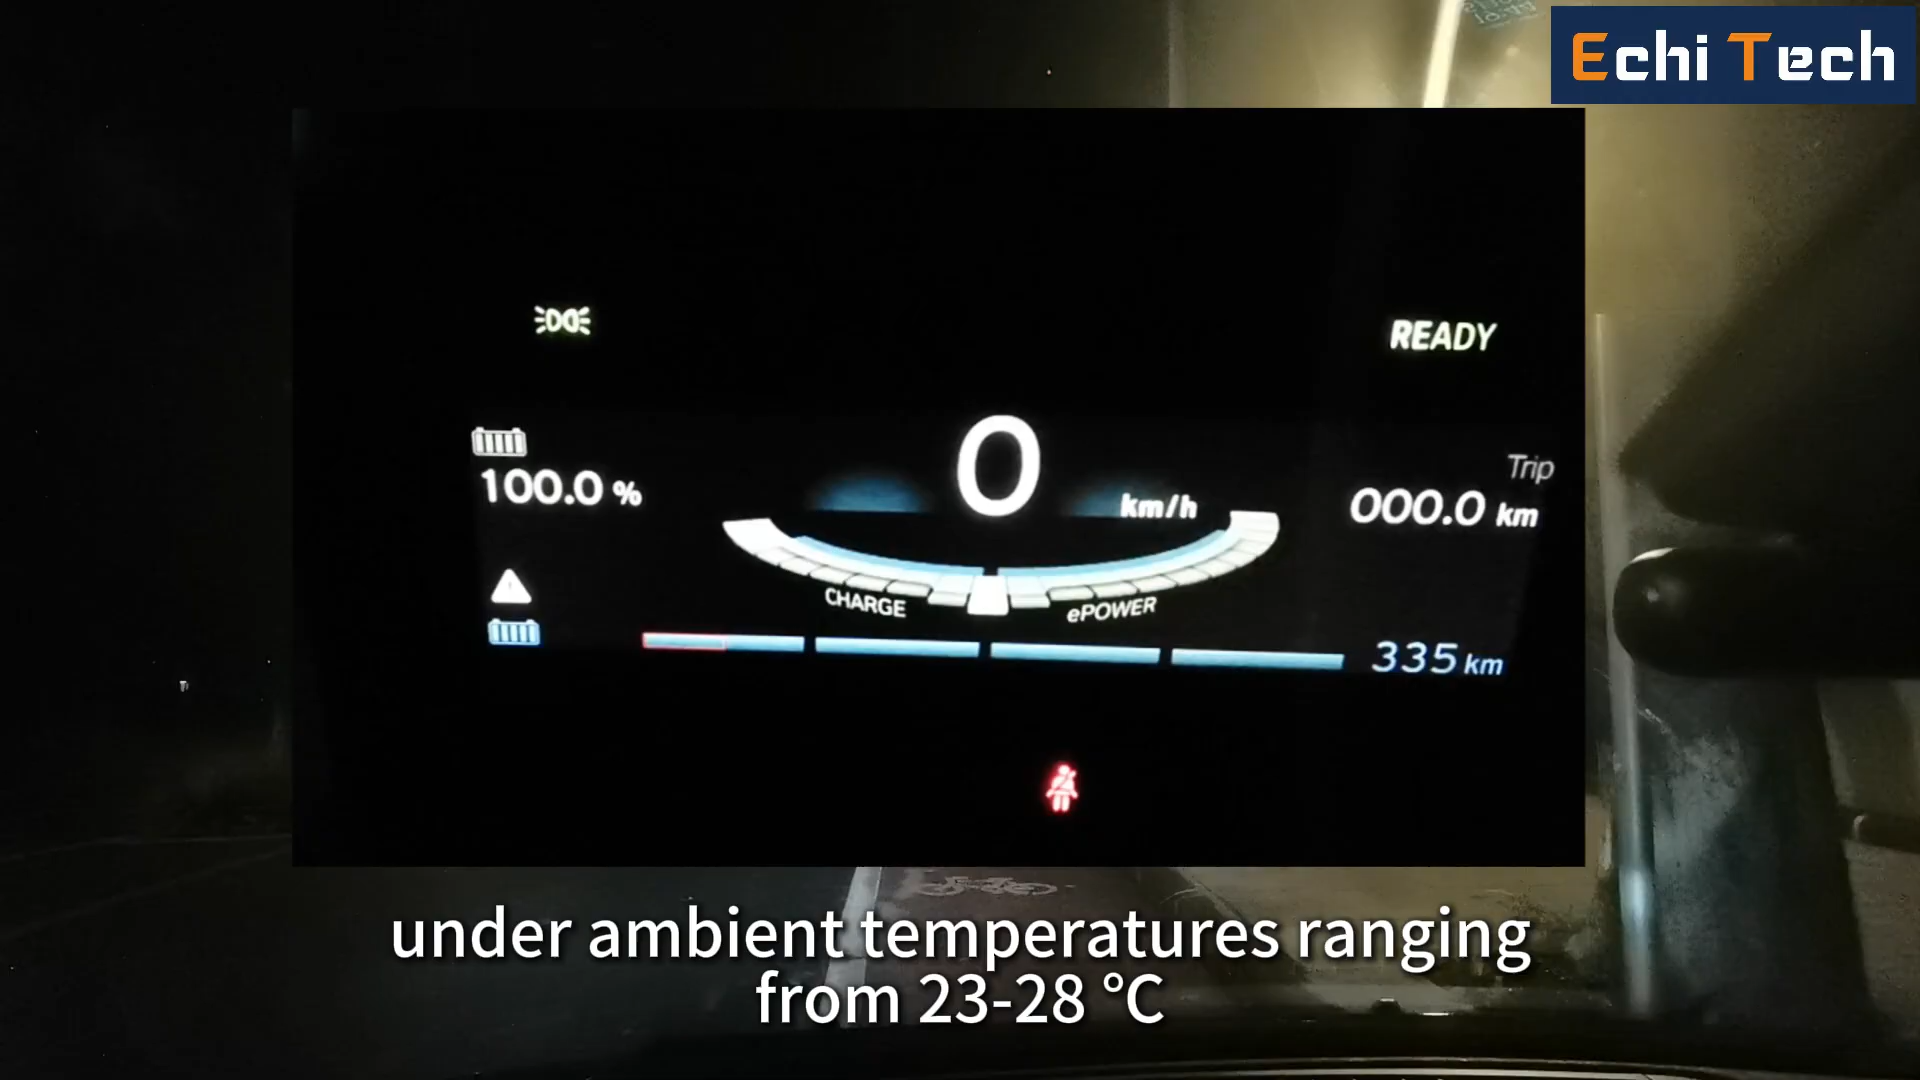 Echi Tech
READY
0
km/h
100.0 %
Trip
000.0 km
CHARGE
ePOWER
335 km
under ambient temperatures ranging
from 23-28 °C